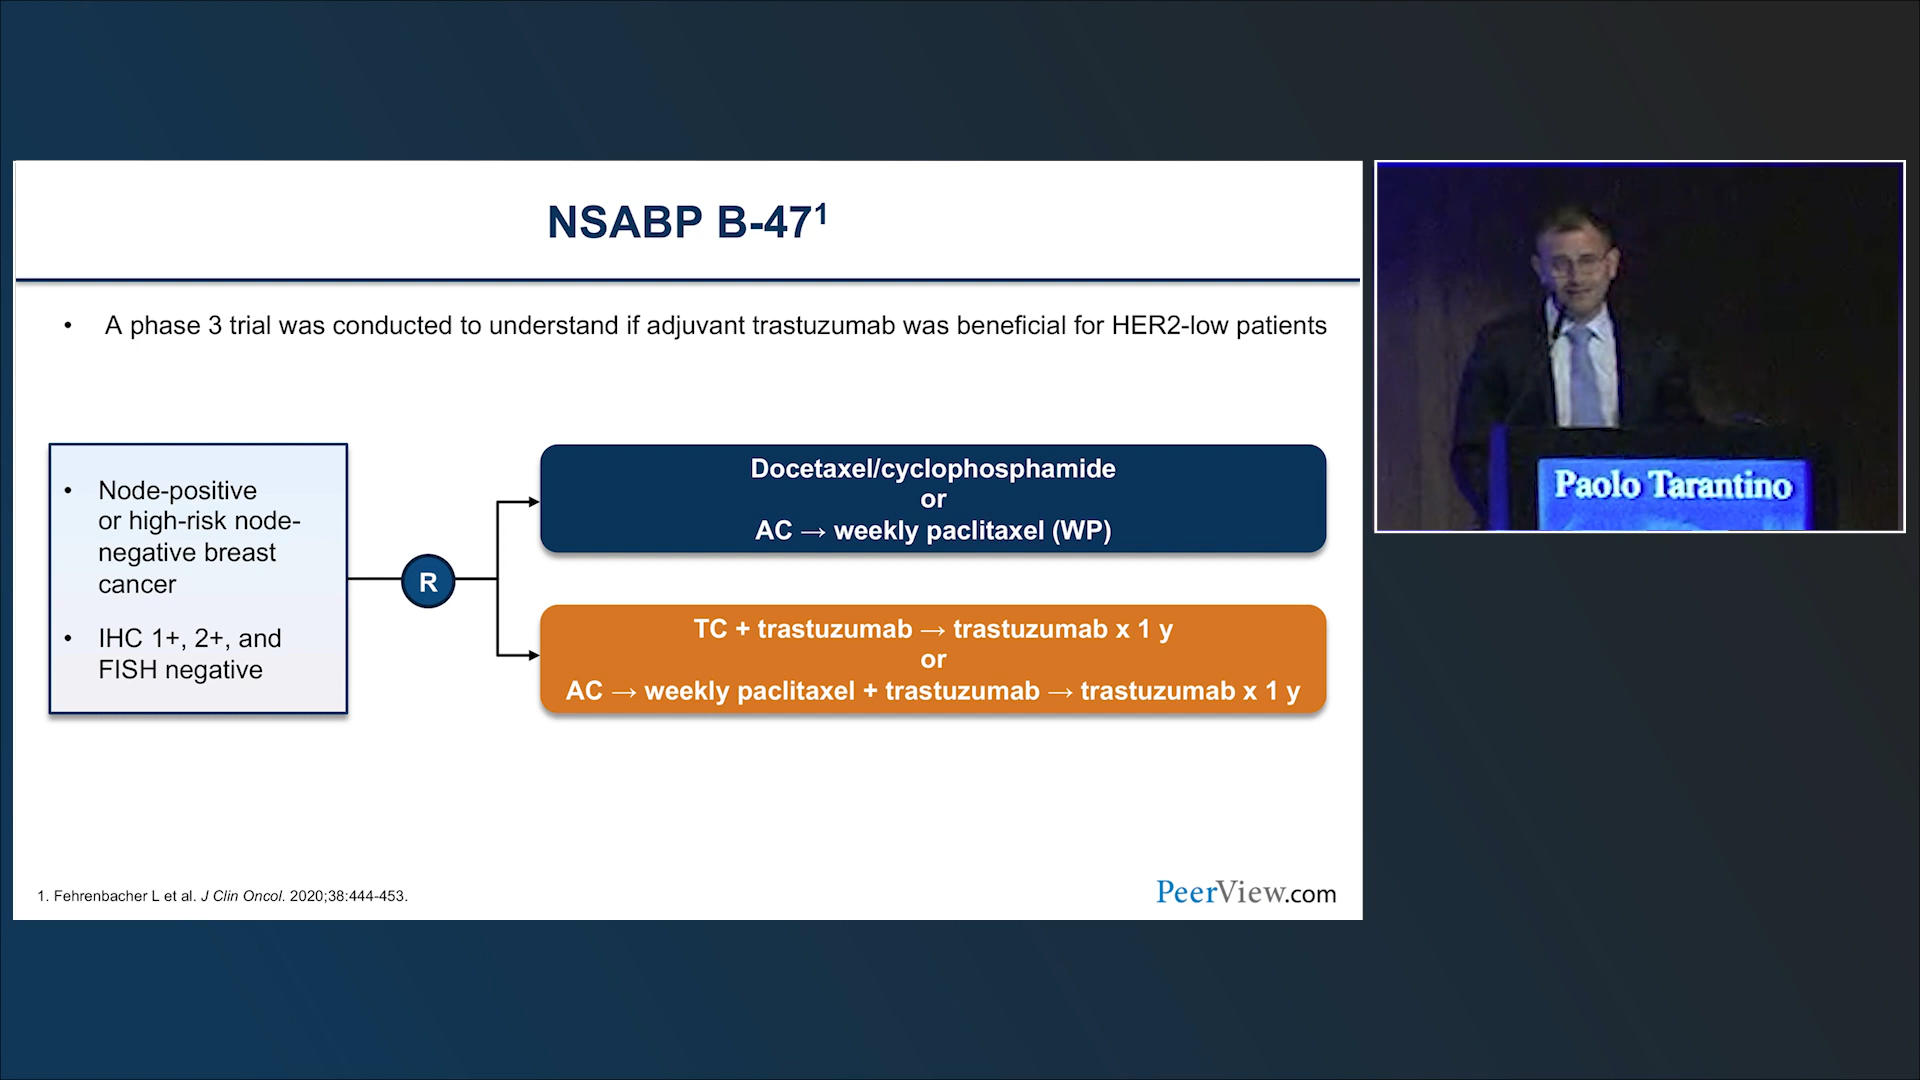 NSABP B-47¹
• A phase 3 trial was conducted to understand if adjuvant trastuzumab was beneficial for HER2-low patients
• Node-positive
or high-risk node-
negative breast
cancer
• IHC 1+, 2+, and
FISH negative
R
Docetaxel/cyclophosphamide
or
AC → weekly paclitaxel (WP)
TC + trastuzumab → trastuzumab x 1 y
or
AC → weekly paclitaxel + trastuzumab → trastuzumab x 1 y
1. Fehrenbacher L et al. J Clin Oncol. 2020;38:444-453.
PeerView.com
Paolo Tarantino